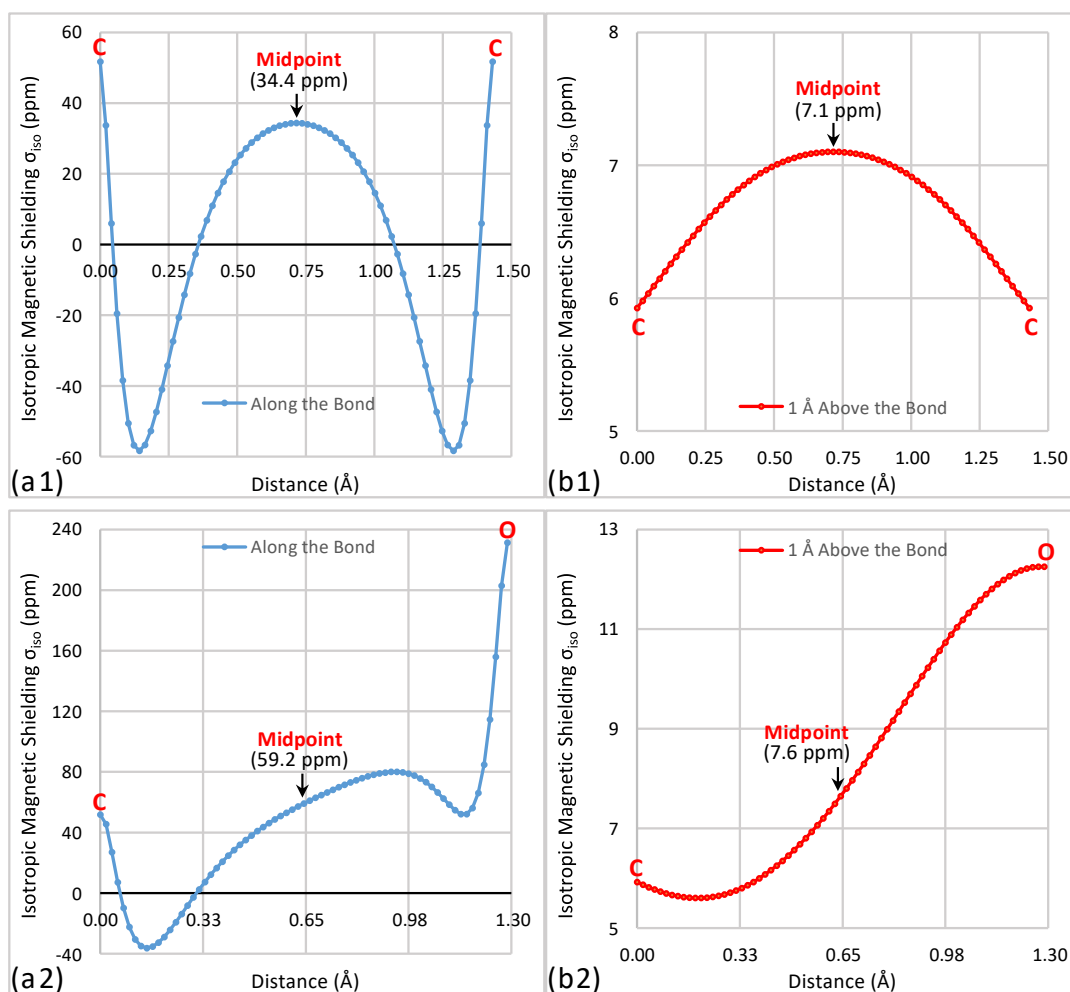 Isotropic Magnetic Shielding σiso (ppm)
60
40
20
0
-20
-40
-60
C
C
Midpoint
(34.4 ppm)
0.00 0.25 0.50 0.75 1.00 1.25 1.50
Along the Bond
Distance (Å)
(a1)
Isotropic Magnetic Shielding σiso (ppm)
8
7
6
5
Midpoint
(7.1 ppm)
C
C
1 Å Above the Bond
0.00 0.25 0.50 0.75 1.00 1.25 1.50
Distance (Å)
(b1)
Isotropic Magnetic Shielding σiso (ppm)
240
200
160
120
80
40
0
-40
Along the Bond
O
Midpoint
(59.2 ppm)
C
0.00 0.33 0.65 0.98 1.30
Distance (Å)
(a2)
Isotropic Magnetic Shielding σiso (ppm)
13
11
9
7
5
1 Å Above the Bond
O
Midpoint
(7.6 ppm)
C
0.00 0.33 0.65 0.98 1.30
Distance (Å)
(b2)